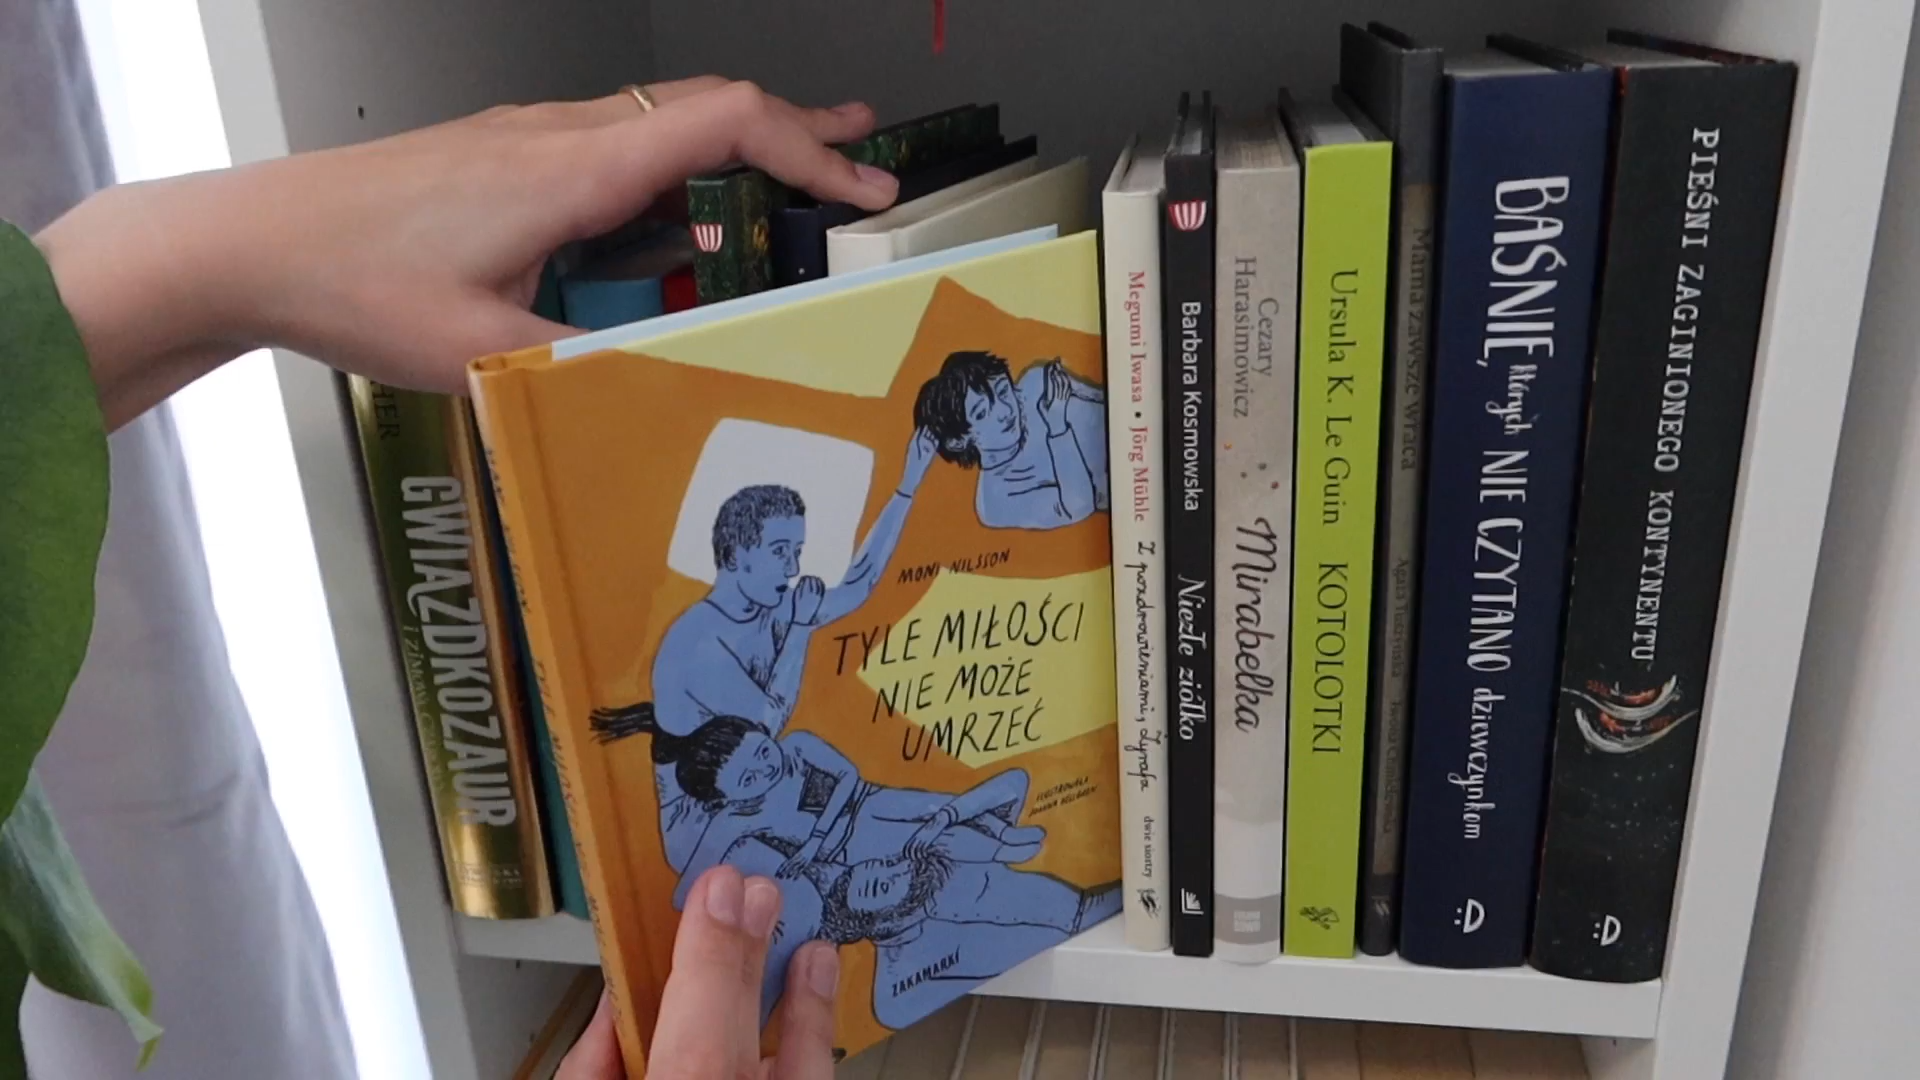 HER
GWIAZDKOZAUR
MONI NILSSON
TYLE MIŁOŚCI
NIE MOŻE
UMRZEĆ
ILUSTROWAŁA
ZAKAMARKI
Megumi Iwasa • Jörg Mühle Z pozdrowieniami, Żyrafa dwie siostry
Barbara Kosmowska Niezłe ziółko
Cezary
Harasimowicz
Mirabelka
Ursula K. Le Guin KOTOLOTKI
Mama zawsze wraca
BAŚNIE, których NIE CZYTANO dziewczynkom
PIEŚNI ZAGINIONEGO KONTYNENTU